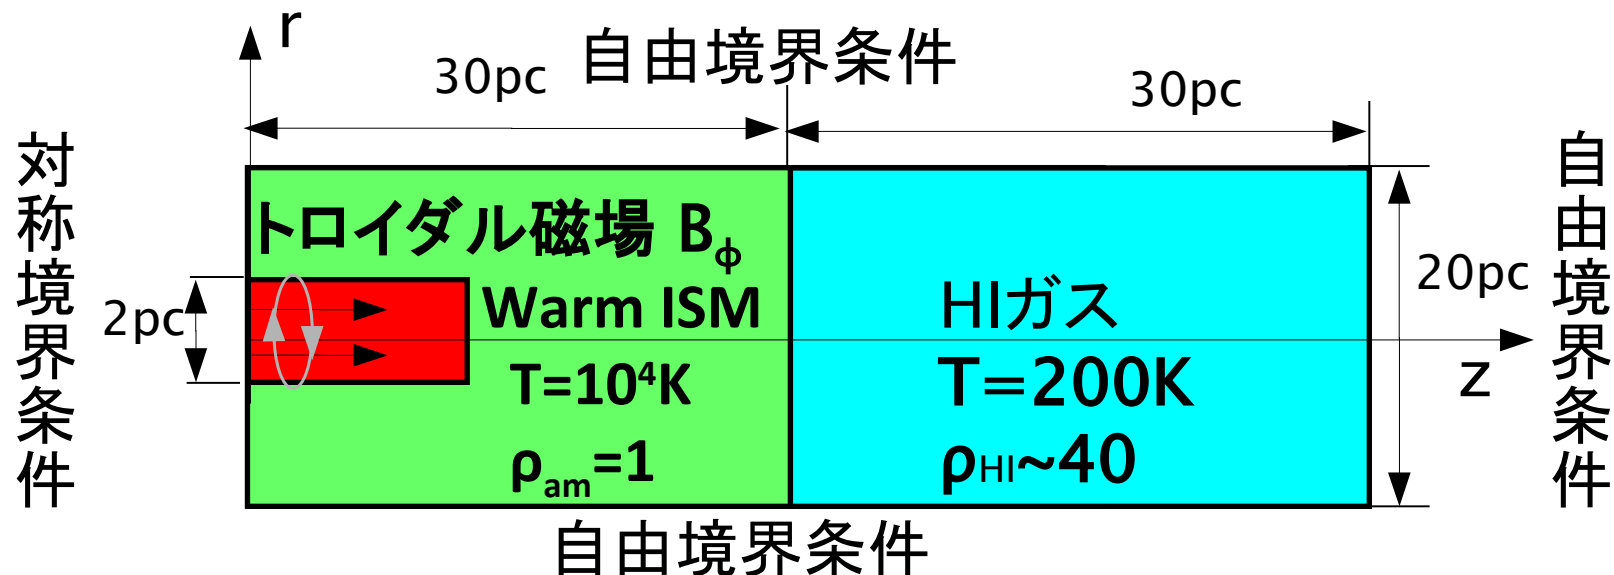 r
自由境界条件
30pc
30pc
対称境界条件
トロイダル磁場 Bϕ
2pc
Warm ISM
T=10⁴K
ρam=1
HIガス
T=200K
ρHI~40
20pc
z
自由境界条件
自由境界条件